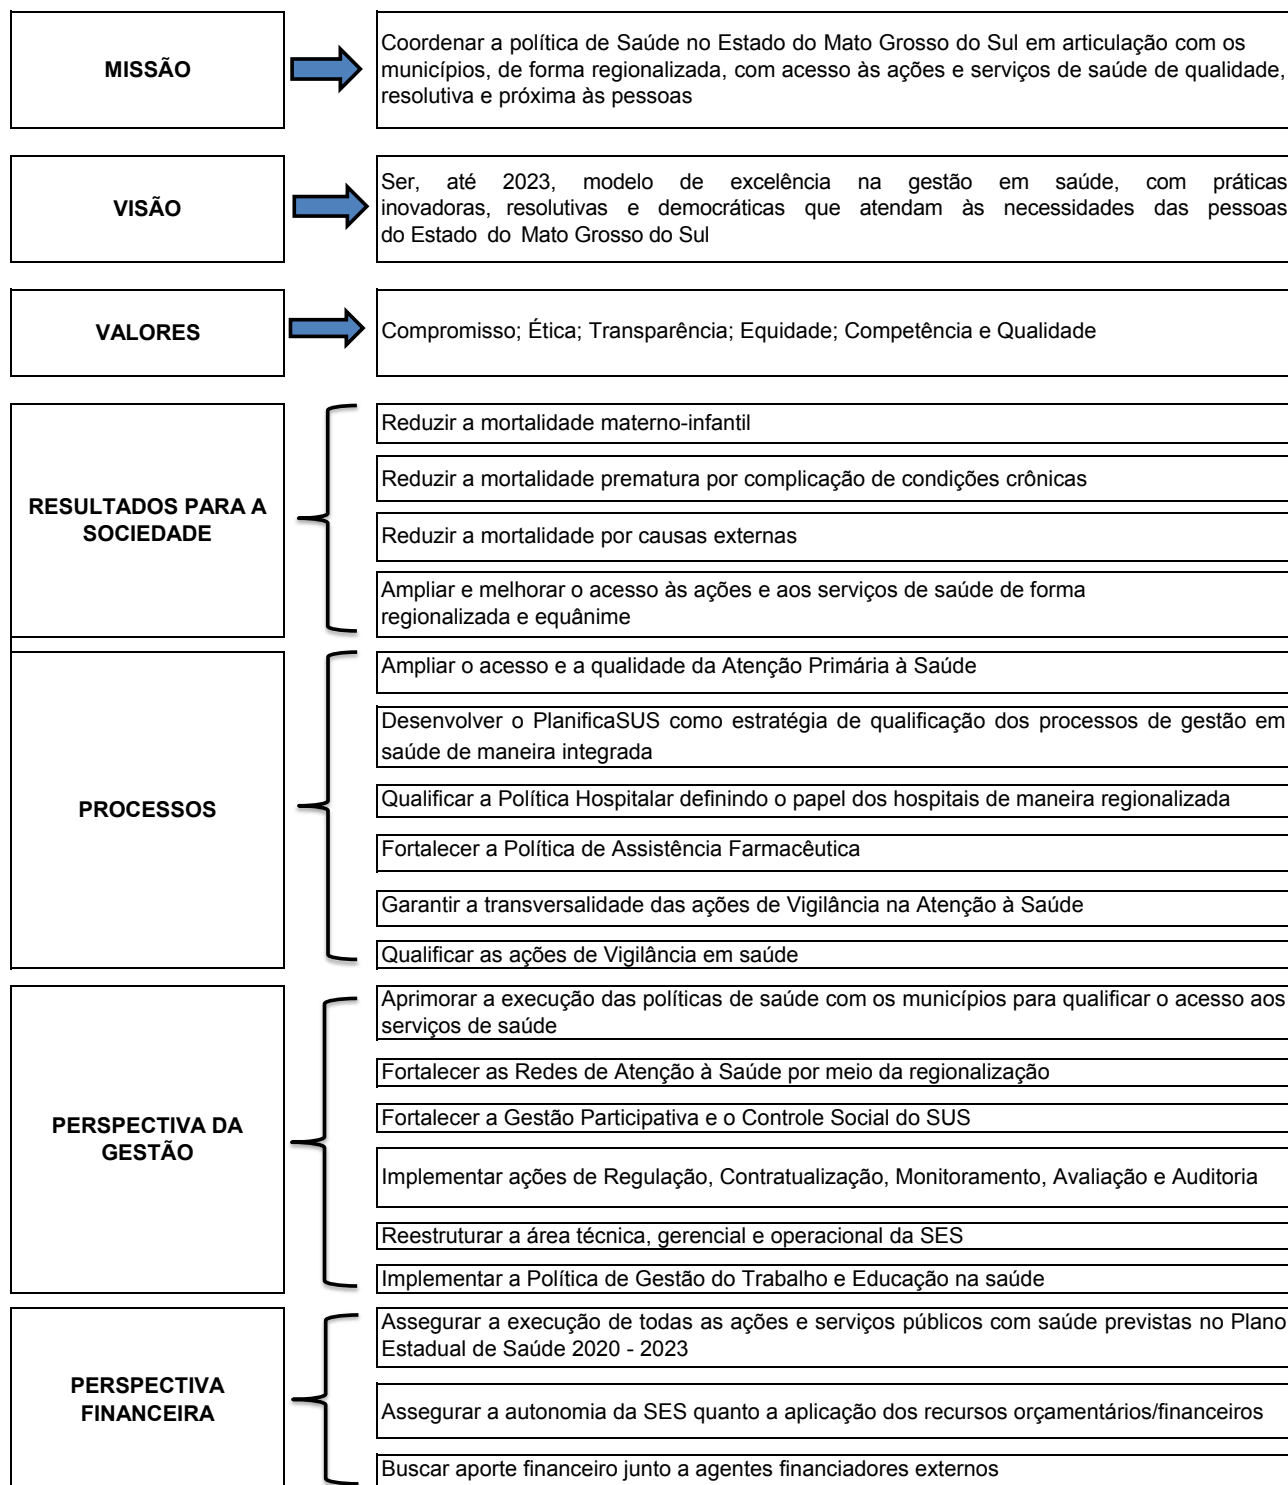 MISSÃO
Coordenar a política de Saúde no Estado do Mato Grosso do Sul em articulação com os
municípios, de forma regionalizada, com acesso às ações e serviços de saúde de qualidade,
resolutiva e próxima às pessoas
VISÃO
Ser, até 2023, modelo de excelência na gestão em saúde, com práticas
inovadoras, resolutivas e democráticas que atendam às necessidades das pessoas
do Estado do Mato Grosso do Sul
VALORES
Compromisso; Ética; Transparência; Equidade; Competência e Qualidade
RESULTADOS PARA A
SOCIEDADE
Reduzir a mortalidade materno-infantil
Reduzir a mortalidade prematura por complicação de condições crônicas
Reduzir a mortalidade por causas externas
Ampliar e melhorar o acesso às ações e aos serviços de saúde de forma
regionalizada e equânime
PROCESSOS
Ampliar o acesso e a qualidade da Atenção Primária à Saúde
Desenvolver o PlanificaSUS como estratégia de qualificação dos processos de gestão em
saúde de maneira integrada
Qualificar a Política Hospitalar definindo o papel dos hospitais de maneira regionalizada
Fortalecer a Política de Assistência Farmacêutica
Garantir a transversalidade das ações de Vigilância na Atenção à Saúde
Qualificar as ações de Vigilância em saúde
PERSPECTIVA DA
GESTÃO
Aprimorar a execução das políticas de saúde com os municípios para qualificar o acesso aos
serviços de saúde
Fortalecer as Redes de Atenção à Saúde por meio da regionalização
Fortalecer a Gestão Participativa e o Controle Social do SUS
Implementar ações de Regulação, Contratualização, Monitoramento, Avaliação e Auditoria
Reestruturar a área técnica, gerencial e operacional da SES
Implementar a Política de Gestão do Trabalho e Educação na saúde
PERSPECTIVA
FINANCEIRA
Assegurar a execução de todas as ações e serviços públicos com saúde previstas no Plano
Estadual de Saúde 2020 - 2023
Assegurar a autonomia da SES quanto a aplicação dos recursos orçamentários/financeiros
Buscar aporte financeiro junto a agentes financiadores externos